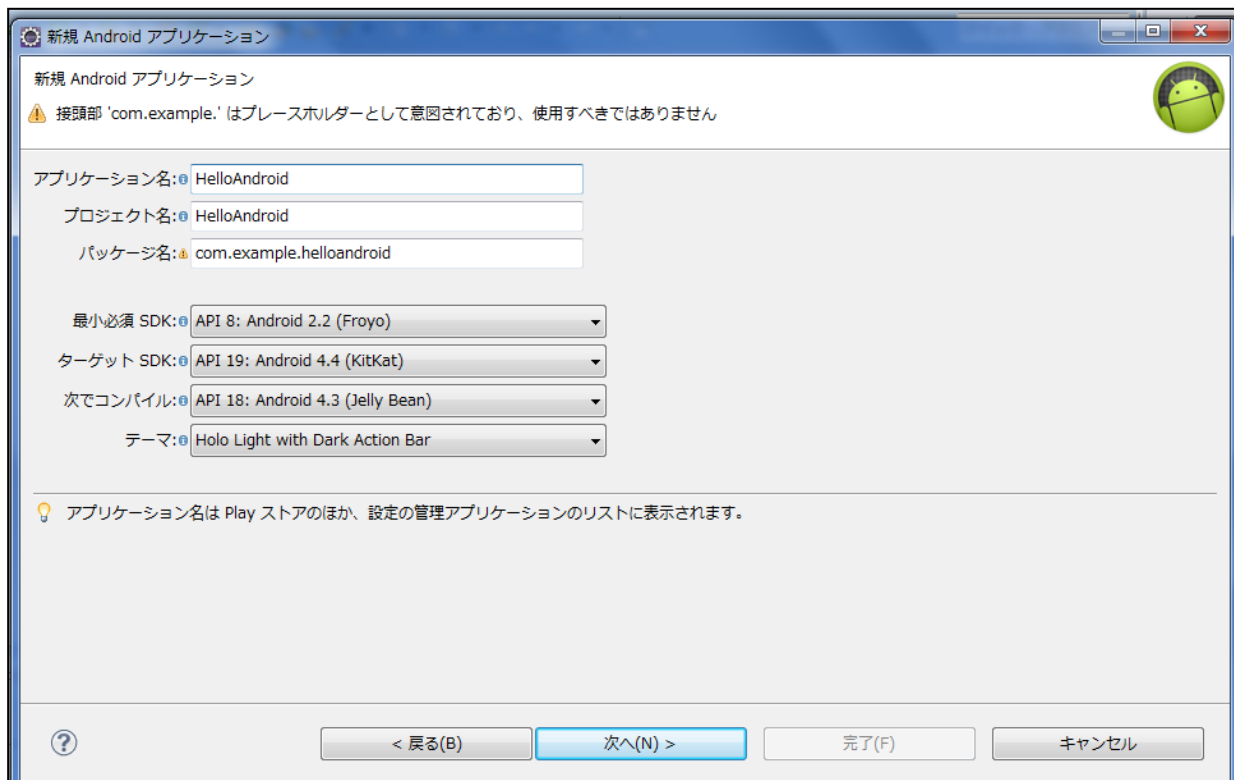 新規 Android アプリケーション
新規 Android アプリケーション
接頭部 'com.example.' はプレースホルダーとして意図されており、使用すべきではありません
アプリケーション名: HelloAndroid
プロジェクト名: HelloAndroid
パッケージ名: com.example.helloandroid
最小必須 SDK: API 8: Android 2.2 (Froyo)
ターゲット SDK: API 19: Android 4.4 (KitKat)
次でコンパイル: API 18: Android 4.3 (Jelly Bean)
テーマ: Holo Light with Dark Action Bar
アプリケーション名は Play ストアのほか、設定の管理アプリケーションのリストに表示されます。
? < 戻る(B) 次へ(N) > 完了(F) キャンセル